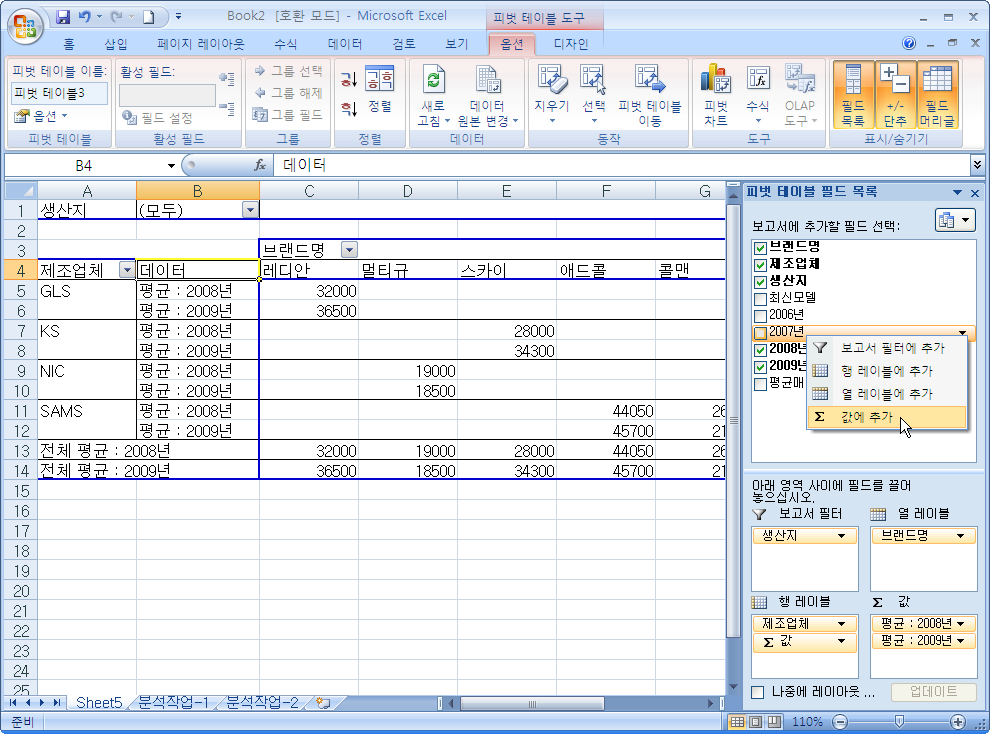 Book2 [호환 모드] - Microsoft Excel
피벗 테이블 도구
홈 삽입 페이지 레이아웃 수식 데이터 검토 보기 옵션 디자인
피벗 테이블 이름:
피벗 테이블3
옵션
피벗 테이블
활성 필드:
필드 설정
활성 필드
그룹 선택
그룹 해제
그룹 필드
그룹
정렬
정렬
새로 고침
데이터 원본 변경
데이터
지우기
선택
피벗 테이블 이동
동작
피벗 차트
수식
OLAP 도구
도구
필드 목록
+/- 단추
필드 머리글
표시/숨기기
B4 fx 데이터
A B C D E F G
1 생산지 (모두)
2
3 브랜드명
4 제조업체 데이터 레디안 멀티큐 스카이 애드콜 콜맨
5 GLS 평균 : 2008년 32000
6 평균 : 2009년 36500
7 KS 평균 : 2008년 28000
8 평균 : 2009년 34300
9 NIC 평균 : 2008년 19000
10 평균 : 2009년 18500
11 SAMS 평균 : 2008년 44050 26
12 평균 : 2009년 45700 21
13 전체 평균 : 2008년 32000 19000 28000 44050 26
14 전체 평균 : 2009년 36500 18500 34300 45700 21
15
16
17
18
19
20
21
22
23
24
25
피벗 테이블 필드 목록
보고서에 추가할 필드 선택:
브랜드명
제조업체
생산지
최신모델
2006년
2007년
2008년
2009년
평균매
보고서 필터에 추가
행 레이블에 추가
열 레이블에 추가
Σ 값에 추가
아래 영역 사이에 필드를 끌어
놓으십시오.
보고서 필터 열 레이블
생산지 브랜드명
행 레이블 Σ 값
제조업체 평균 : 2008년
Σ 값 평균 : 2009년
나중에 레이아웃 ... 업데이트
Sheet5 분석작업-1 분석작업-2
준비 110%